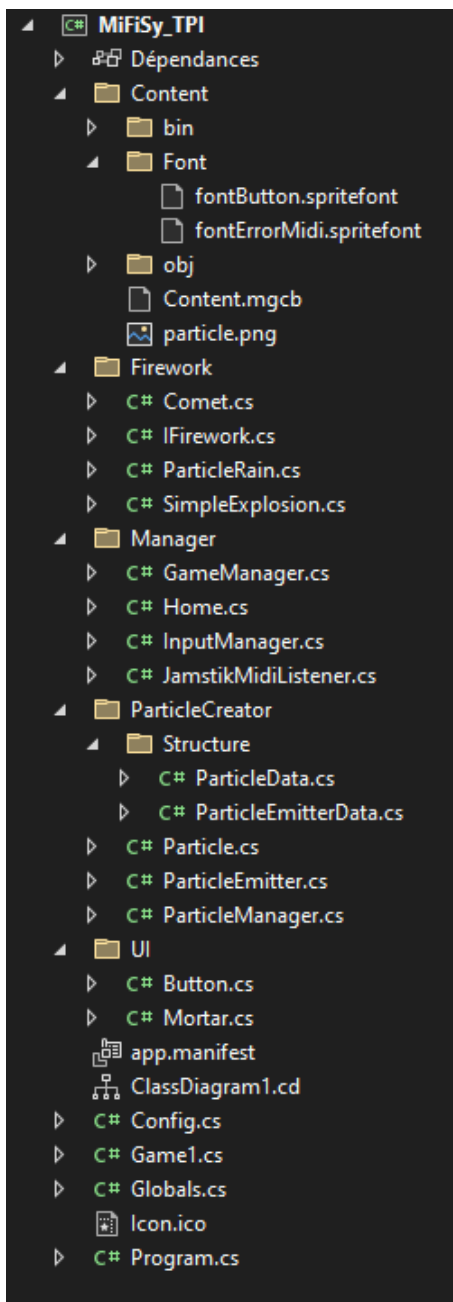 C# MiFiSy_TPI
Dépendances
Content
bin
Font
fontButton.spritefont
fontErrorMidi.spritefont
obj
Content.mgcb
particle.png
Firework
C# Comet.cs
C# IFirework.cs
C# ParticleRain.cs
C# SimpleExplosion.cs
Manager
C# GameManager.cs
C# Home.cs
C# InputManager.cs
C# JamstikMidiListener.cs
ParticleCreator
Structure
C# ParticleData.cs
C# ParticleEmitterData.cs
C# Particle.cs
C# ParticleEmitter.cs
C# ParticleManager.cs
UI
C# Button.cs
C# Mortar.cs
app.manifest
ClassDiagram1.cd
C# Config.cs
C# Game1.cs
C# Globals.cs
Icon.ico
C# Program.cs